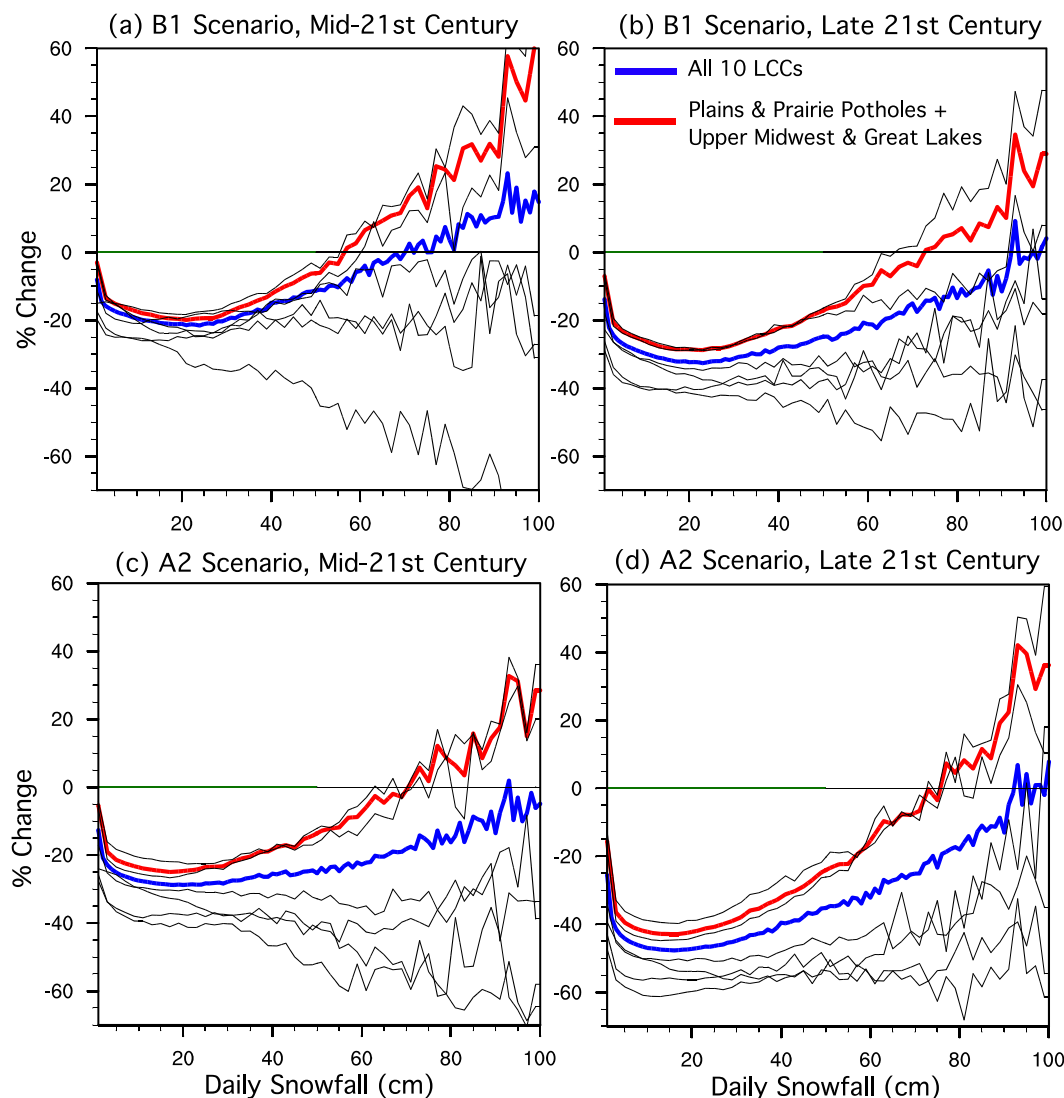 (a) B1 Scenario, Mid-21st Century
(b) B1 Scenario, Late 21st Century
60
40
20
0
-20
-40
-60
% Change
20 40 60 80 100
60
40
20
0
-20
-40
-60
All 10 LCCs
Plains & Prairie Potholes +
Upper Midwest & Great Lakes
20 40 60 80 100
(c) A2 Scenario, Mid-21st Century
(d) A2 Scenario, Late 21st Century
60
40
20
0
-20
-40
-60
% Change
20 40 60 80 100
Daily Snowfall (cm)
60
40
20
0
-20
-40
-60
20 40 60 80 100
Daily Snowfall (cm)